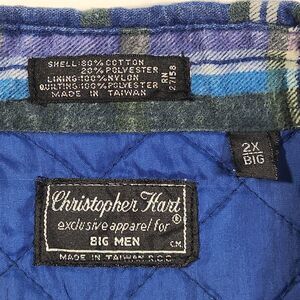 SHELL: 80% COTTON
20% POLYESTER
LINING: 100% NYLON
QUILTING: 100% POLYESTER
MADE IN TAIWAN
RN
27158
2X
BIG
Christopher Hart ®
exclusive apparel for
BIG MEN C.M.
MADE IN TAIWAN R.O.C.